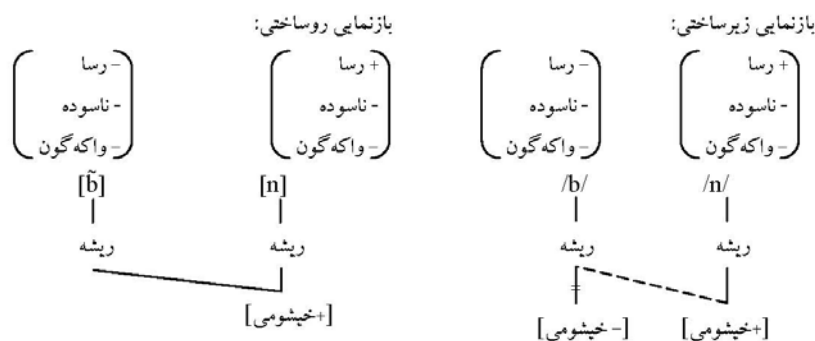 بازنمایی زیرساختی:
بازنمایی روساختی:
+ رسا
– رسا
+ رسا
– رسا
- ناسوده
- ناسوده
- ناسوده
- ناسوده
– واکه‌گون
– واکه‌گون
– واکه‌گون
– واکه‌گون
/n/
/b/
[n]
[b̃]
ریشه
ریشه
ریشه
ریشه
[+خیشومی]
[– خیشومی]
[+خیشومی]